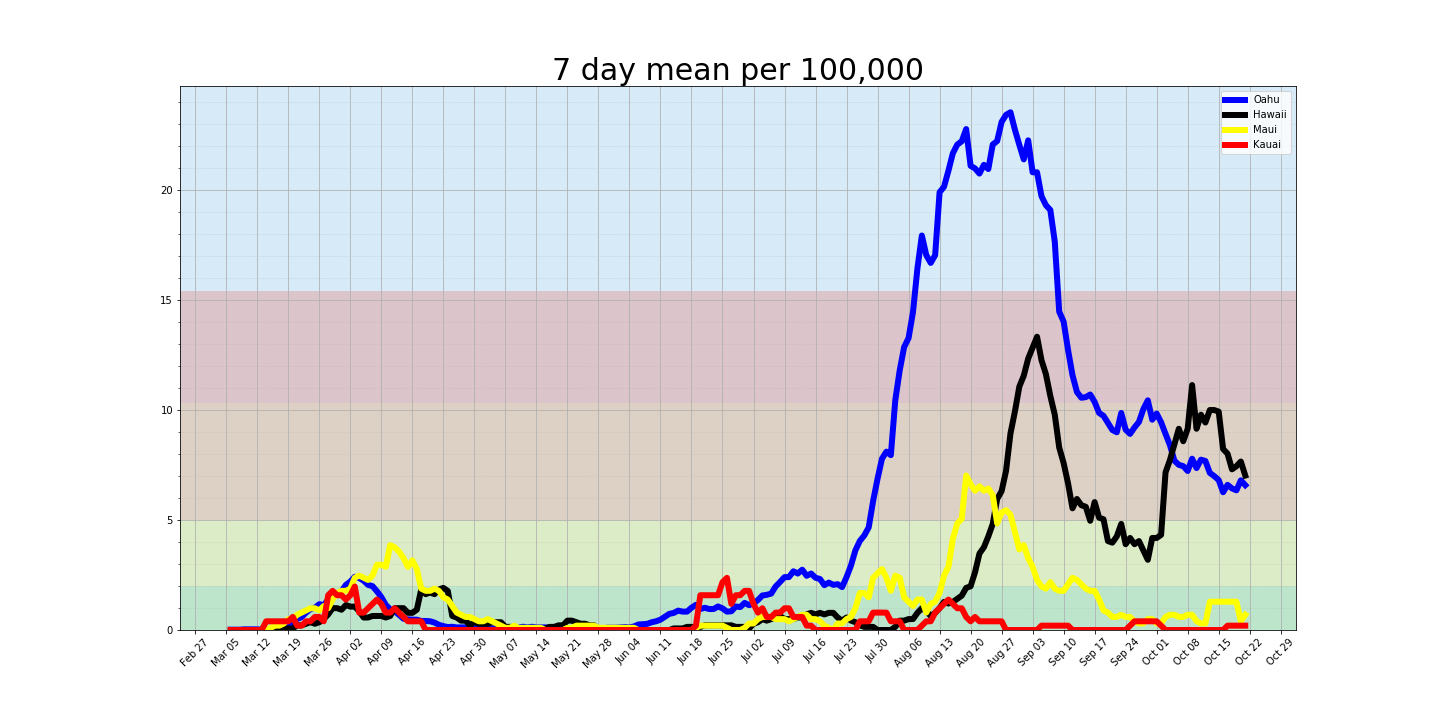 7 day mean per 100,000
Oahu
Hawaii
Maui
Kauai
20
15
10
5
0
Feb 27
Mar 05
Mar 12
Mar 19
Mar 26
Apr 02
Apr 09
Apr 16
Apr 23
Apr 30
May 07
May 14
May 21
May 28
Jun 04
Jun 11
Jun 18
Jun 25
Jul 02
Jul 09
Jul 16
Jul 23
Jul 30
Aug 06
Aug 13
Aug 20
Aug 27
Sep 03
Sep 10
Sep 17
Sep 24
Oct 01
Oct 08
Oct 15
Oct 22
Oct 29